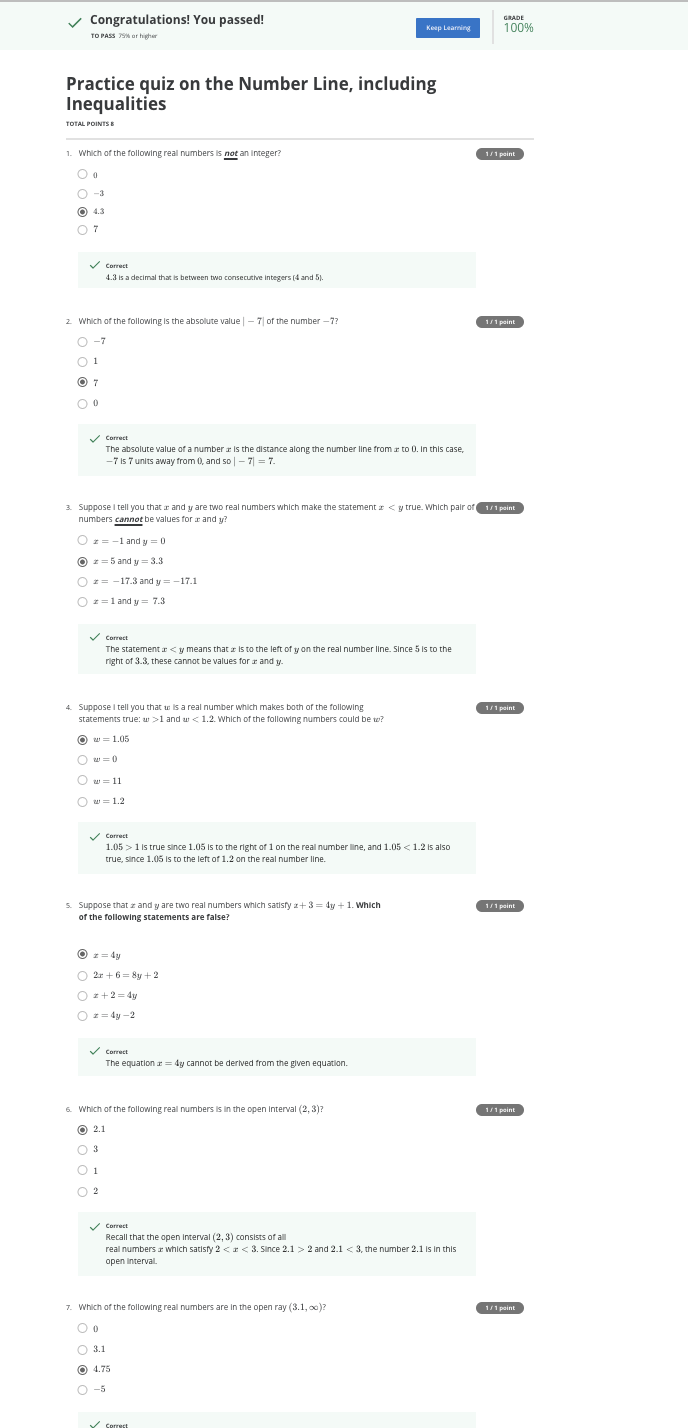 Congratulations! You passed!
TO PASS 75% or higher
Keep Learning
GRADE
100%
Practice quiz on the Number Line, including
Inequalities
TOTAL POINTS 8
1. Which of the following real numbers is not an integer?
1 / 1 point
0
−3
4.3
7
Correct
4.3 is a decimal that is between two consecutive integers (4 and 5).
2. Which of the following is the absolute value | − 7| of the number −7?
1 / 1 point
−7
1
7
0
Correct
The absolute value of a number x is the distance along the number line from x to 0. In this case,
−7 is 7 units away from 0, and so | − 7| = 7.
3. Suppose I tell you that x and y are two real numbers which make the statement x < y true. Which pair of
1 / 1 point
numbers cannot be values for x and y?
x = −1 and y = 0
x = 5 and y = 3.3
x = −17.3 and y = −17.1
x = 1 and y = 7.3
Correct
The statement x < y means that x is to the left of y on the real number line. Since 5 is to the
right of 3.3, these cannot be values for x and y.
4. Suppose I tell you that w is a real number which makes both of the following
1 / 1 point
statements true: w >1 and w < 1.2. Which of the following numbers could be w?
w = 1.05
w = 0
w = 11
w = 1.2
Correct
1.05 > 1 is true since 1.05 is to the right of 1 on the real number line, and 1.05 < 1.2 is also
true, since 1.05 is to the left of 1.2 on the real number line.
5. Suppose that x and y are two real numbers which satisfy x + 3 = 4y + 1. Which
1 / 1 point
of the following statements are false?
x = 4y
2x + 6 = 8y + 2
x + 2 = 4y
x = 4y −2
Correct
The equation x = 4y cannot be derived from the given equation.
6. Which of the following real numbers is in the open interval (2, 3)?
1 / 1 point
2.1
3
1
2
Correct
Recall that the open interval (2, 3) consists of all
real numbers x which satisfy 2 < x < 3. Since 2.1 > 2 and 2.1 < 3, the number 2.1 is in this
open interval.
7. Which of the following real numbers are in the open ray (3.1, ∞)?
1 / 1 point
0
3.1
4.75
−5
Correct